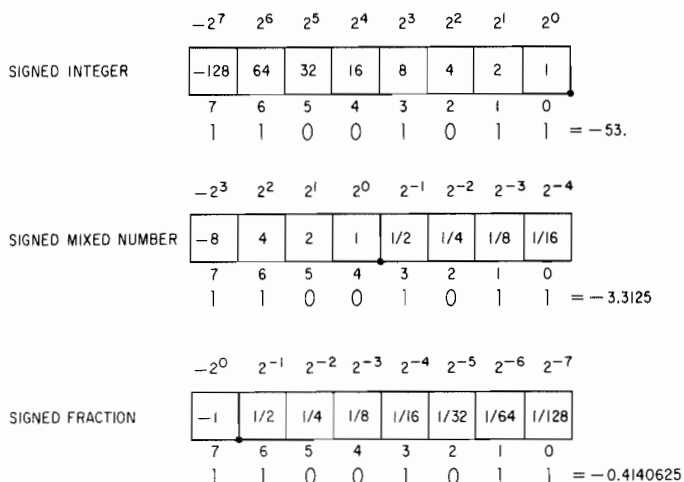 −2⁷ 2⁶ 2⁵ 2⁴ 2³ 2² 2¹ 2⁰
SIGNED INTEGER −128 64 32 16 8 4 2 1
7 6 5 4 3 2 1 0
1 1 0 0 1 0 1 1 = −53.
−2³ 2² 2¹ 2⁰ 2⁻¹ 2⁻² 2⁻³ 2⁻⁴
SIGNED MIXED NUMBER −8 4 2 1 1/2 1/4 1/8 1/16
7 6 5 4 3 2 1 0
1 1 0 0 1 0 1 1 = −3.3125
−2⁰ 2⁻¹ 2⁻² 2⁻³ 2⁻⁴ 2⁻⁵ 2⁻⁶ 2⁻⁷
SIGNED FRACTION −1 1/2 1/4 1/8 1/16 1/32 1/64 1/128
7 6 5 4 3 2 1 0
1 1 0 0 1 0 1 1 = −0.4140625